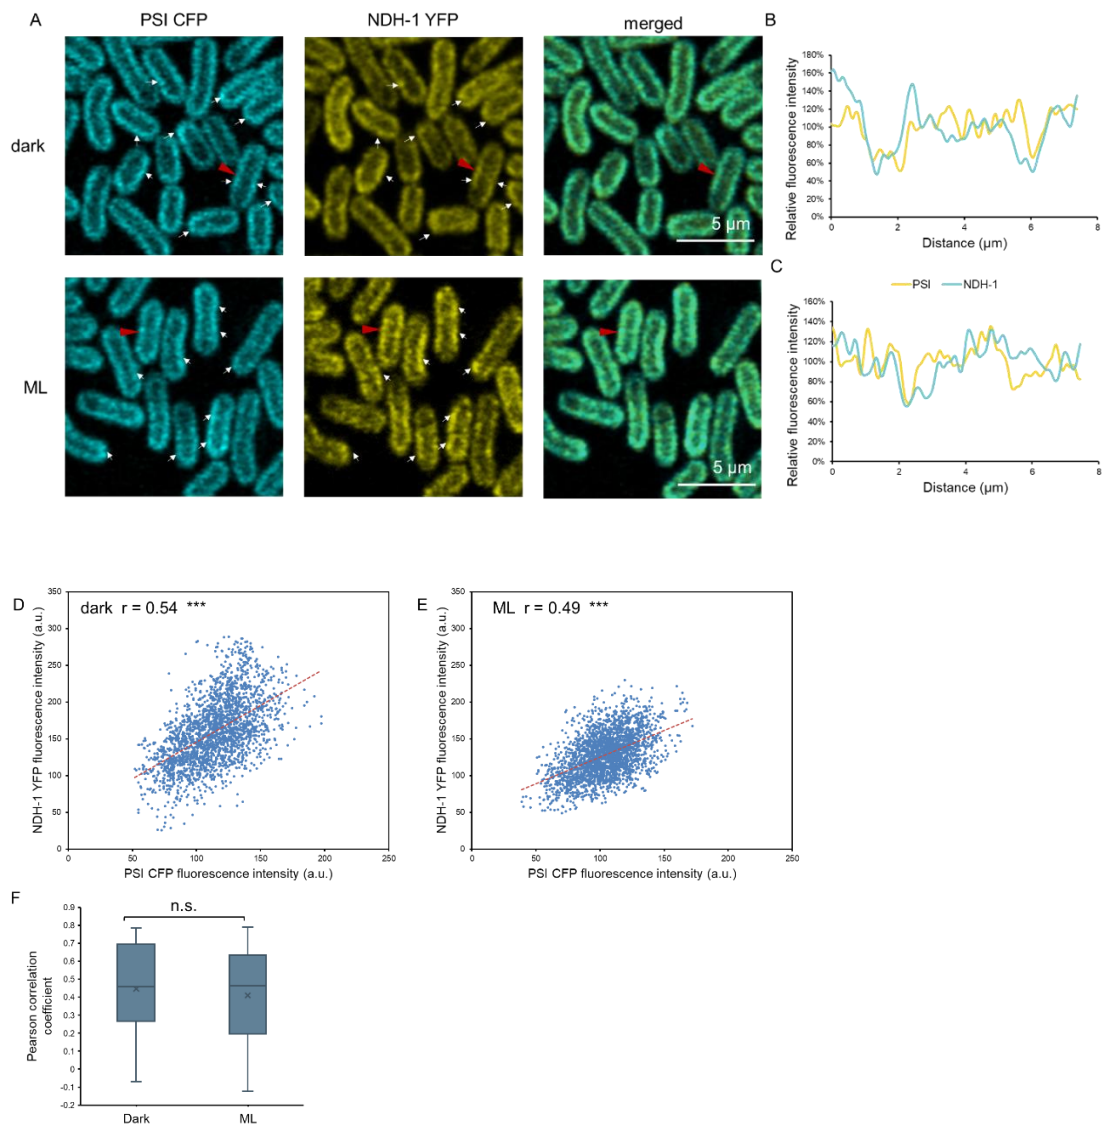 A
PSI CFP
NDH-1 YFP
merged
dark
5 µm
ML
5 µm
B
Relative fluorescence intensity
180%
160%
140%
120%
100%
80%
60%
40%
20%
0%
0 2 4 6 8
Distance (µm)
C
PSI NDH-1
Relative fluorescence intensity
160%
140%
120%
100%
80%
60%
40%
20%
0%
0 2 4 6 8
Distance (µm)
D
dark r = 0.54 ***
NDH-1 YFP fluorescence intensity (a.u.)
350
300
250
200
150
100
50
0
0 50 100 150 200 250
PSI CFP fluorescence intensity (a.u.)
E
ML r = 0.49 ***
NDH-1 YFP fluorescence intensity (a.u.)
350
300
250
200
150
100
50
0
0 50 100 150 200 250
PSI CFP fluorescence intensity (a.u.)
F
n.s.
Pearson correlation
coefficient
0.9
0.8
0.7
0.6
0.5
0.4
0.3
0.2
0.1
0
-0.1
-0.2
Dark ML